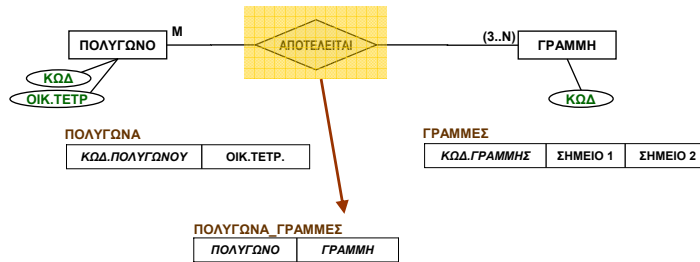 ΠΟΛΥΓΩΝΟ Μ ΑΠΟΤΕΛΕΙΤΑΙ (3..Ν) ΓΡΑΜΜΗ
ΚΩΔ
ΟΙΚ.ΤΕΤΡ ΚΩΔ
ΠΟΛΥΓΩΝΑ ΓΡΑΜΜΕΣ
ΚΩΔ.ΠΟΛΥΓΩΝΟΥ ΟΙΚ.ΤΕΤΡ. ΚΩΔ.ΓΡΑΜΜΗΣ ΣΗΜΕΙΟ 1 ΣΗΜΕΙΟ 2
ΠΟΛΥΓΩΝΑ_ΓΡΑΜΜΕΣ
ΠΟΛΥΓΩΝΟ ΓΡΑΜΜΗ